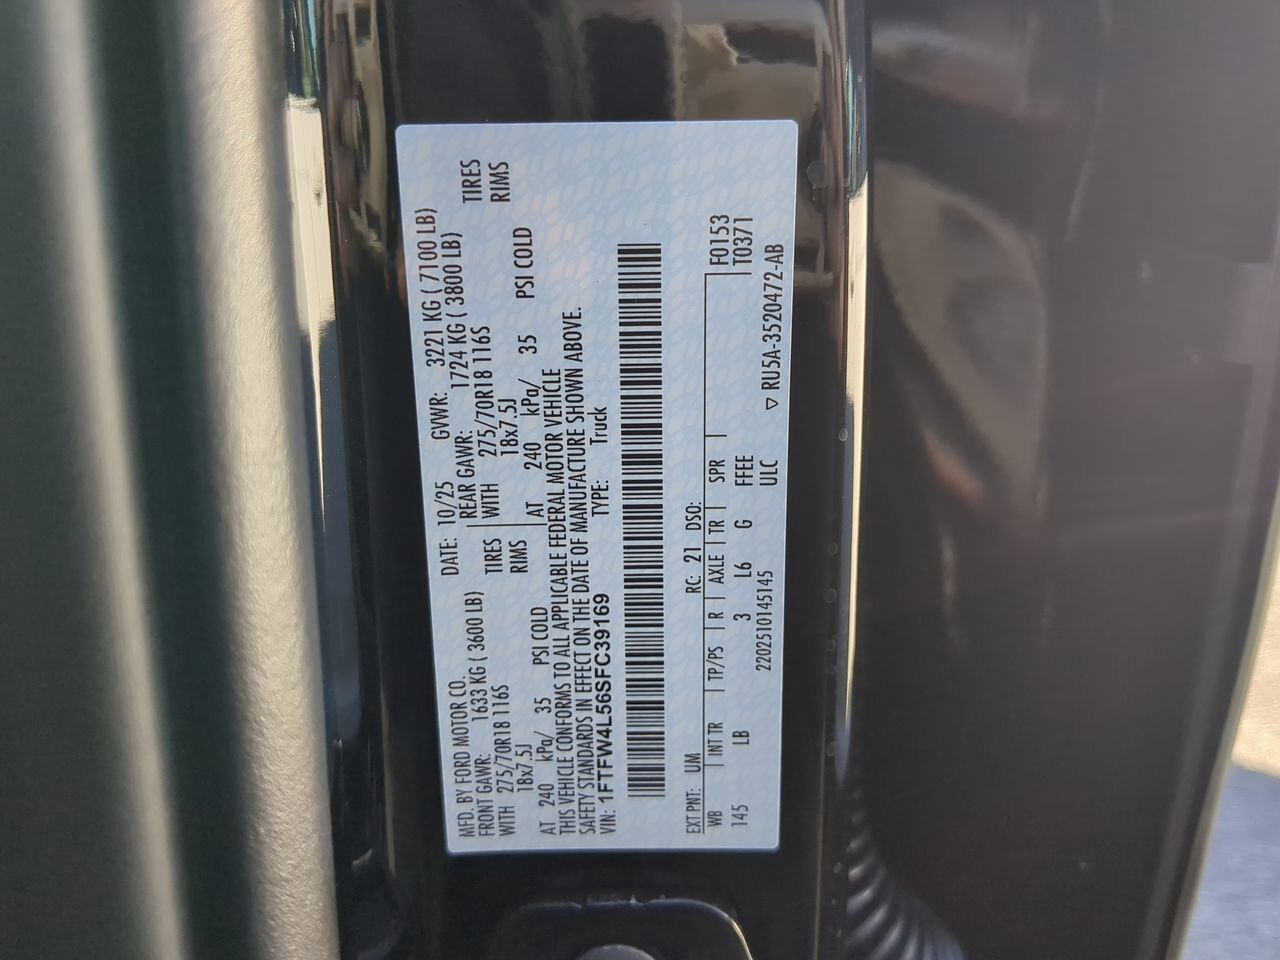 MFD. BY FORD MOTOR CO. DATE: 10/25 GVWR: 3221 KG ( 7100 LB)
FRONT GAWR: 1633 KG ( 3600 LB) REAR GAWR: 1724 KG ( 3800 LB)
WITH 275/70R18 116S TIRES WITH 275/70R18 116S TIRES
18x7.5J RIMS 18x7.5J RIMS
AT 240 kPa/ 35 PSI COLD AT 240 kPa/ 35 PSI COLD
THIS VEHICLE CONFORMS TO ALL APPLICABLE FEDERAL MOTOR VEHICLE
SAFETY STANDARDS IN EFFECT ON THE DATE OF MANUFACTURE SHOWN ABOVE.
VIN: 1FTFW4L56SFC39169 TYPE: Truck
EXT PNT: UM RC: 21 DSO: F0153
WB INT TR TP/PS R AXLE TR SPR T0371
145 LB 3 L6 G FFEE
2202510145145 ULC ▽ RU5A-3520472-AB